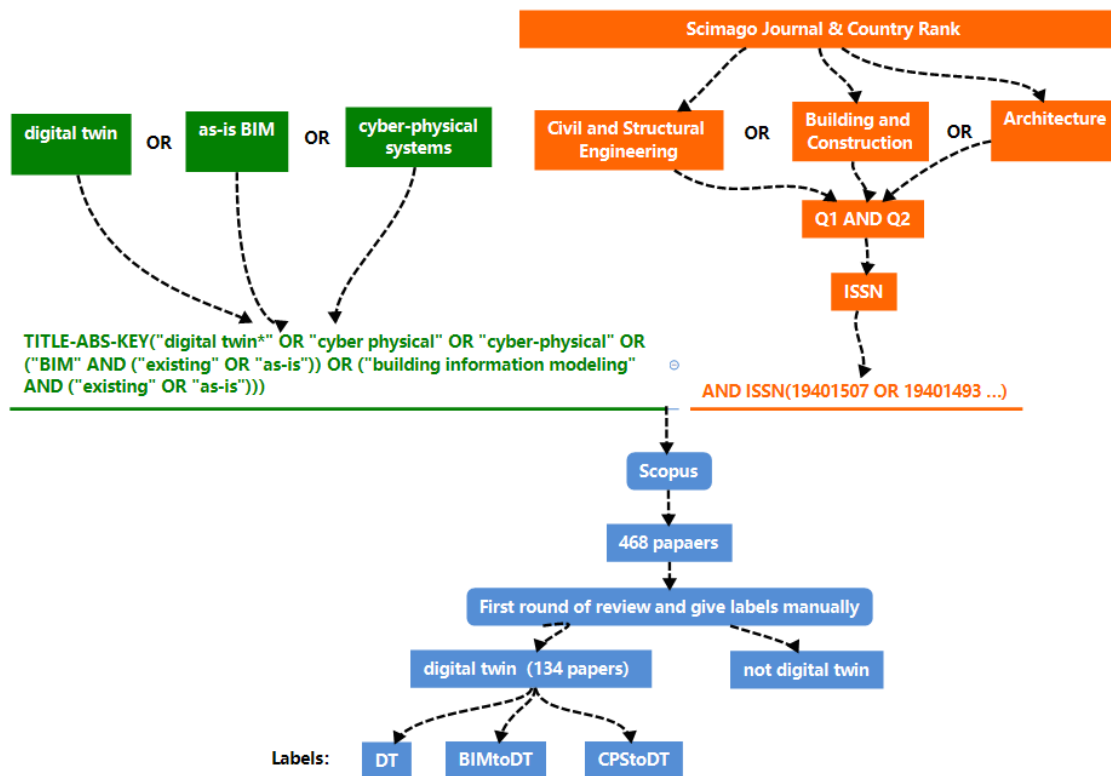 Scimago Journal & Country Rank
digital twin
OR
as-is BIM
OR
cyber-physical
systems
Civil and Structural
Engineering
OR
Building and
Construction
OR
Architecture
Q1 AND Q2
ISSN
TITLE-ABS-KEY("digital twin*" OR "cyber physical" OR "cyber-physical" OR
("BIM" AND ("existing" OR "as-is")) OR ("building information modeling"
AND ("existing" OR "as-is")))
AND ISSN(19401507 OR 19401493 ...)
Scopus
468 papaers
First round of review and give labels manually
digital twin (134 papers)
not digital twin
Labels:
DT
BIMtoDT
CPStoDT